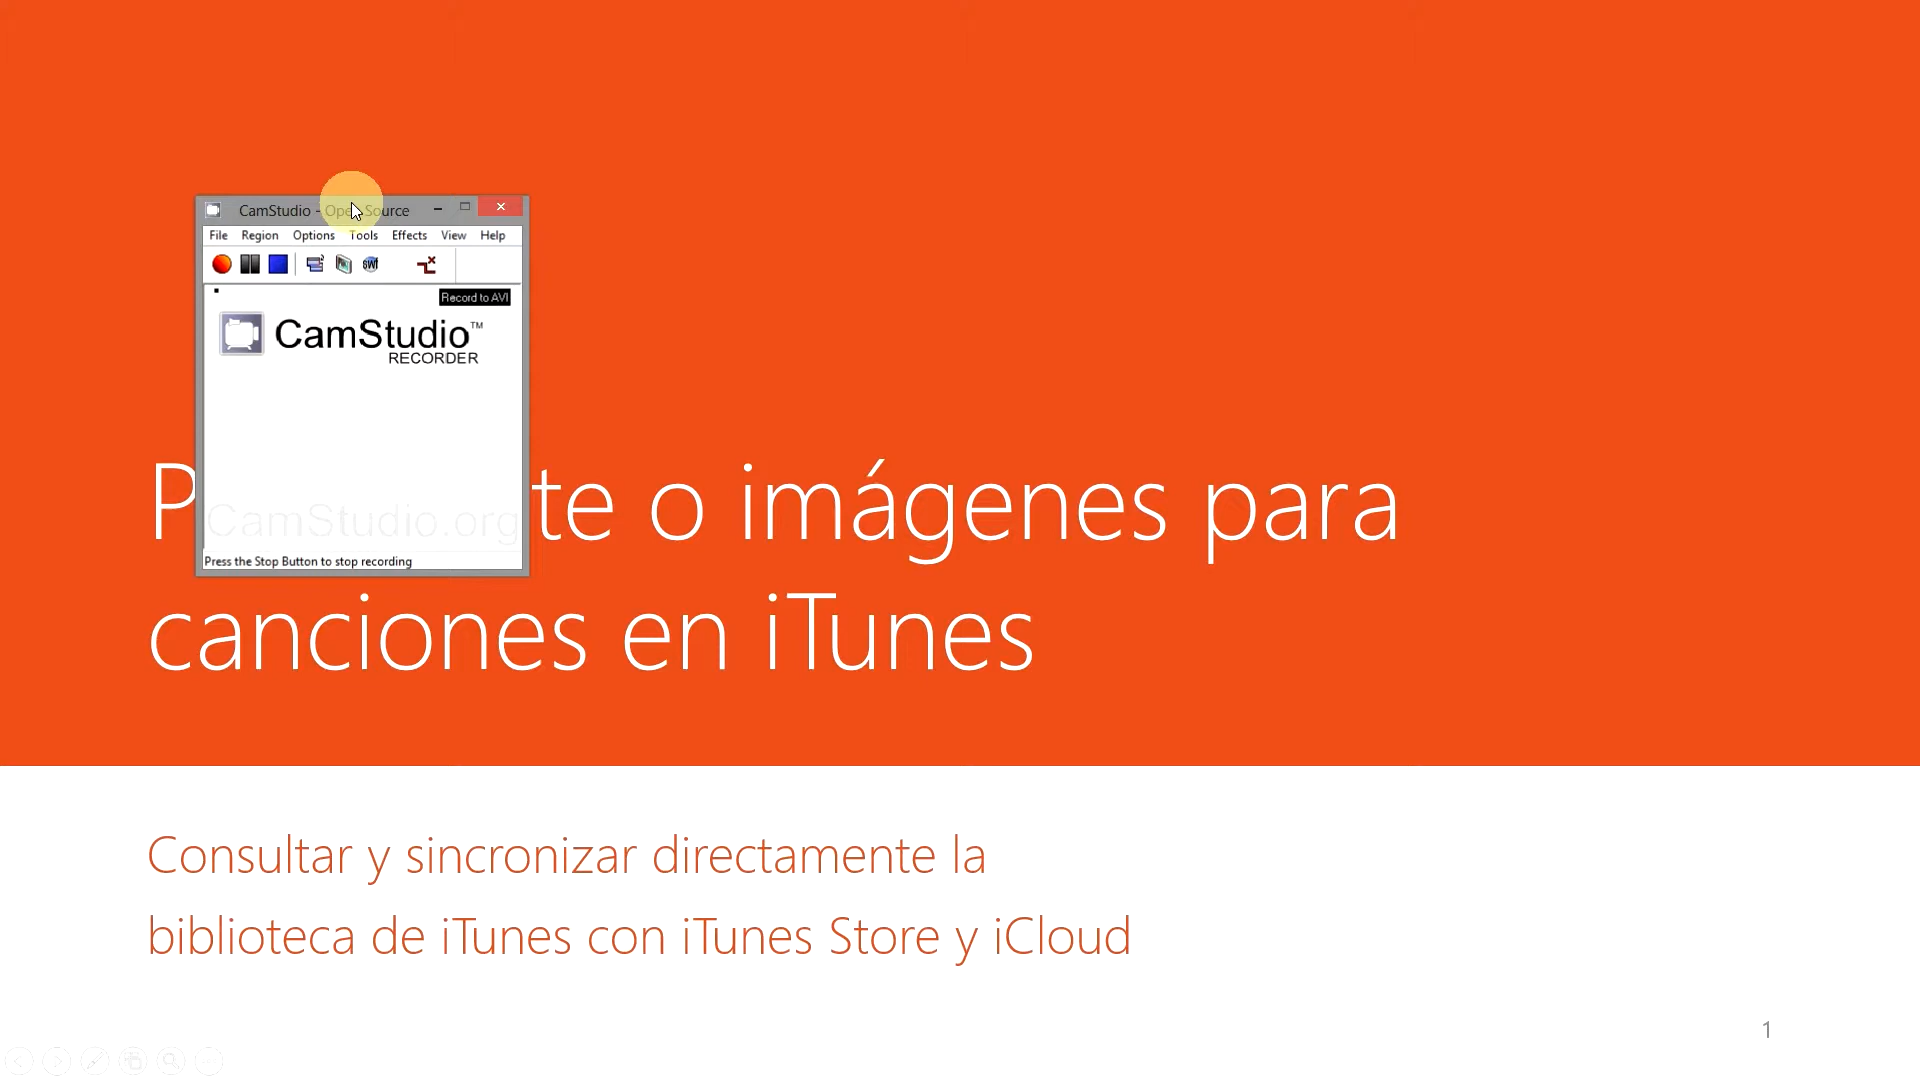 CamStudio - Open Source
File Region Options Tools Effects View Help
Record to AVI
CamStudio™
RECORDER
CamStudio.org
Press the Stop Button to stop recording
o imágenes para
canciones en iTunes
Consultar y sincronizar directamente la
biblioteca de iTunes con iTunes Store y iCloud
1